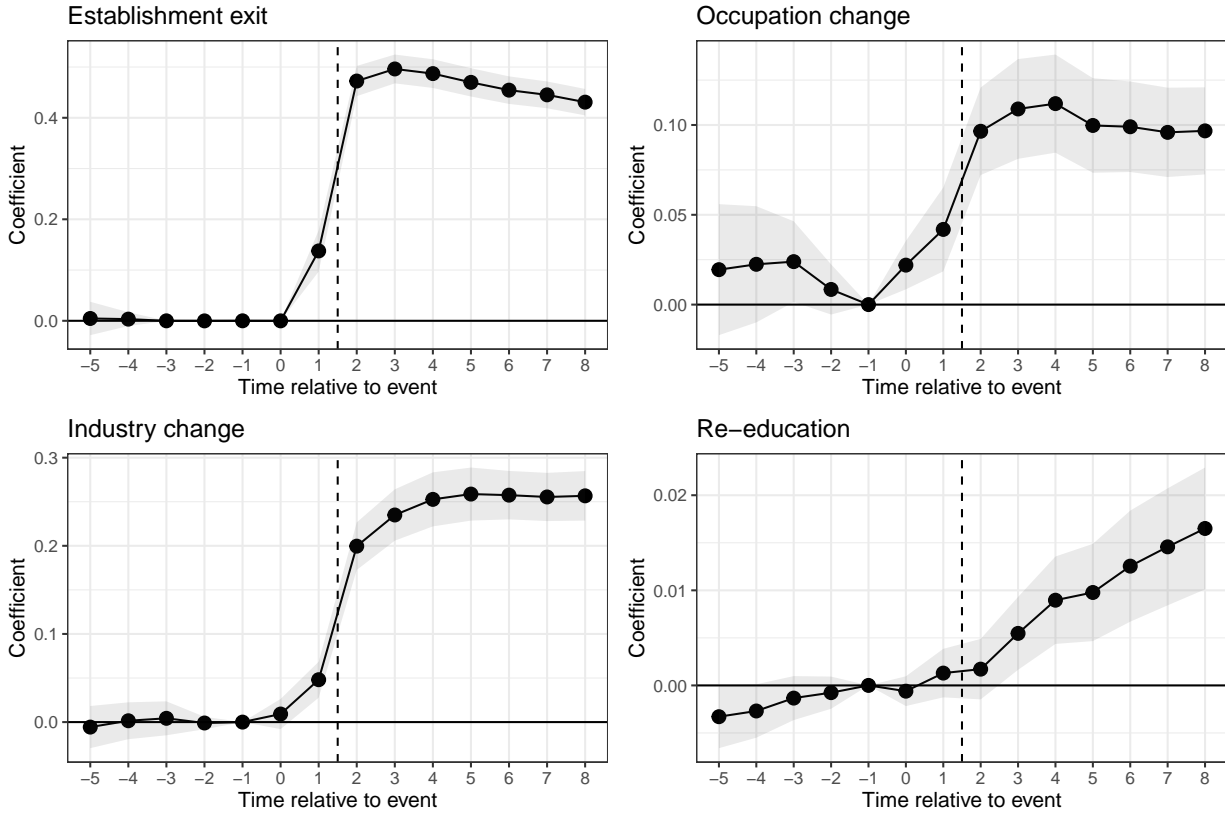 Establishment exit
Coefficient
0.4
0.2
0.0
−5 −4 −3 −2 −1 0 1 2 3 4 5 6 7 8
Time relative to event
Occupation change
Coefficient
0.10
0.05
0.00
−5 −4 −3 −2 −1 0 1 2 3 4 5 6 7 8
Time relative to event
Industry change
Coefficient
0.3
0.2
0.1
0.0
−5 −4 −3 −2 −1 0 1 2 3 4 5 6 7 8
Time relative to event
Re−education
Coefficient
0.02
0.01
0.00
−5 −4 −3 −2 −1 0 1 2 3 4 5 6 7 8
Time relative to event